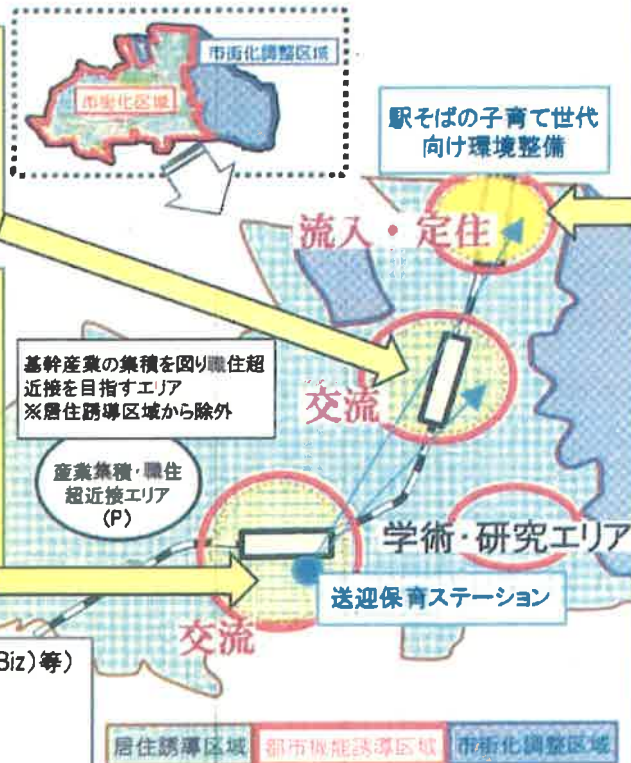 市街化調整区域
市街化区域
駅そばの子育て世代
向け環境整備
流入・定住
基幹産業の集積を図り職住超
近接を目指すエリア
※居住誘導区域から除外
交流
産業集積・職住
超近接エリア
(P)
学術・研究エリア
送迎保育ステーション
交流
Biz)等)
居住誘導区域
都市機能誘導区域
市街化調整区域